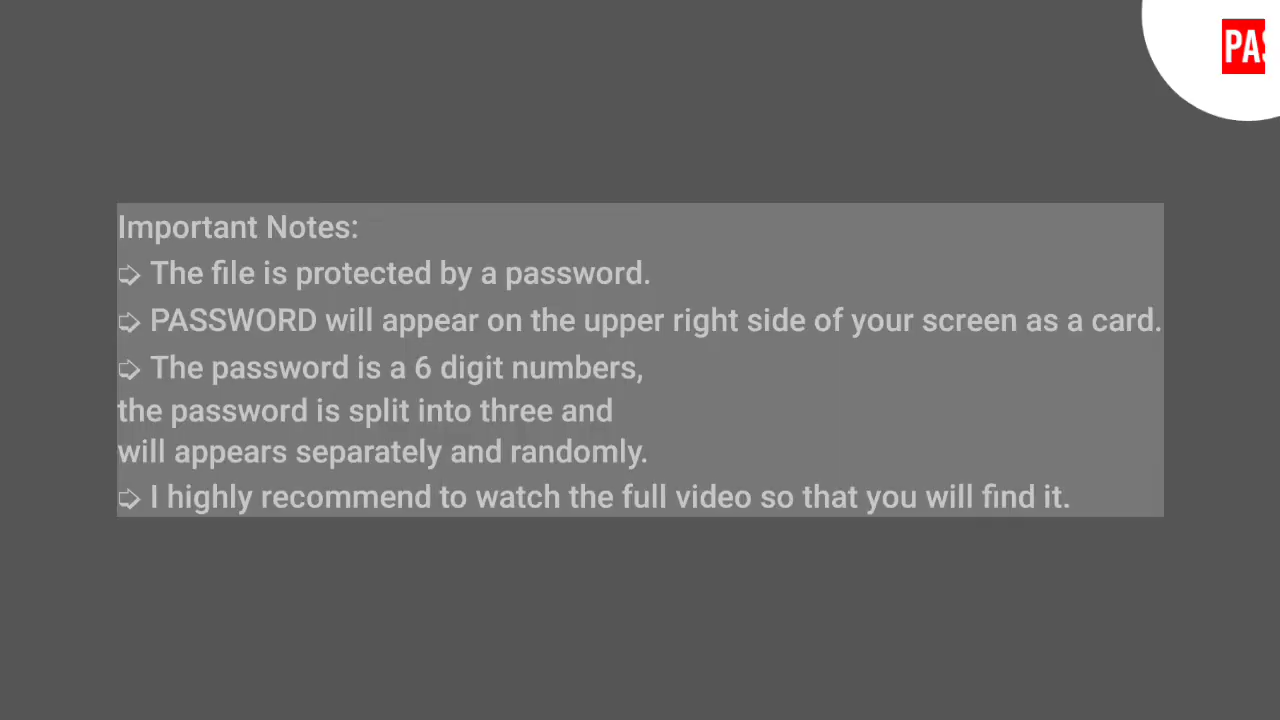 Important Notes:
➩ The file is protected by a password.
➩ PASSWORD will appear on the upper right side of your screen as a card.
➩ The password is a 6 digit numbers,
the password is split into three and
will appears separately and randomly.
➩ I highly recommend to watch the full video so that you will find it.